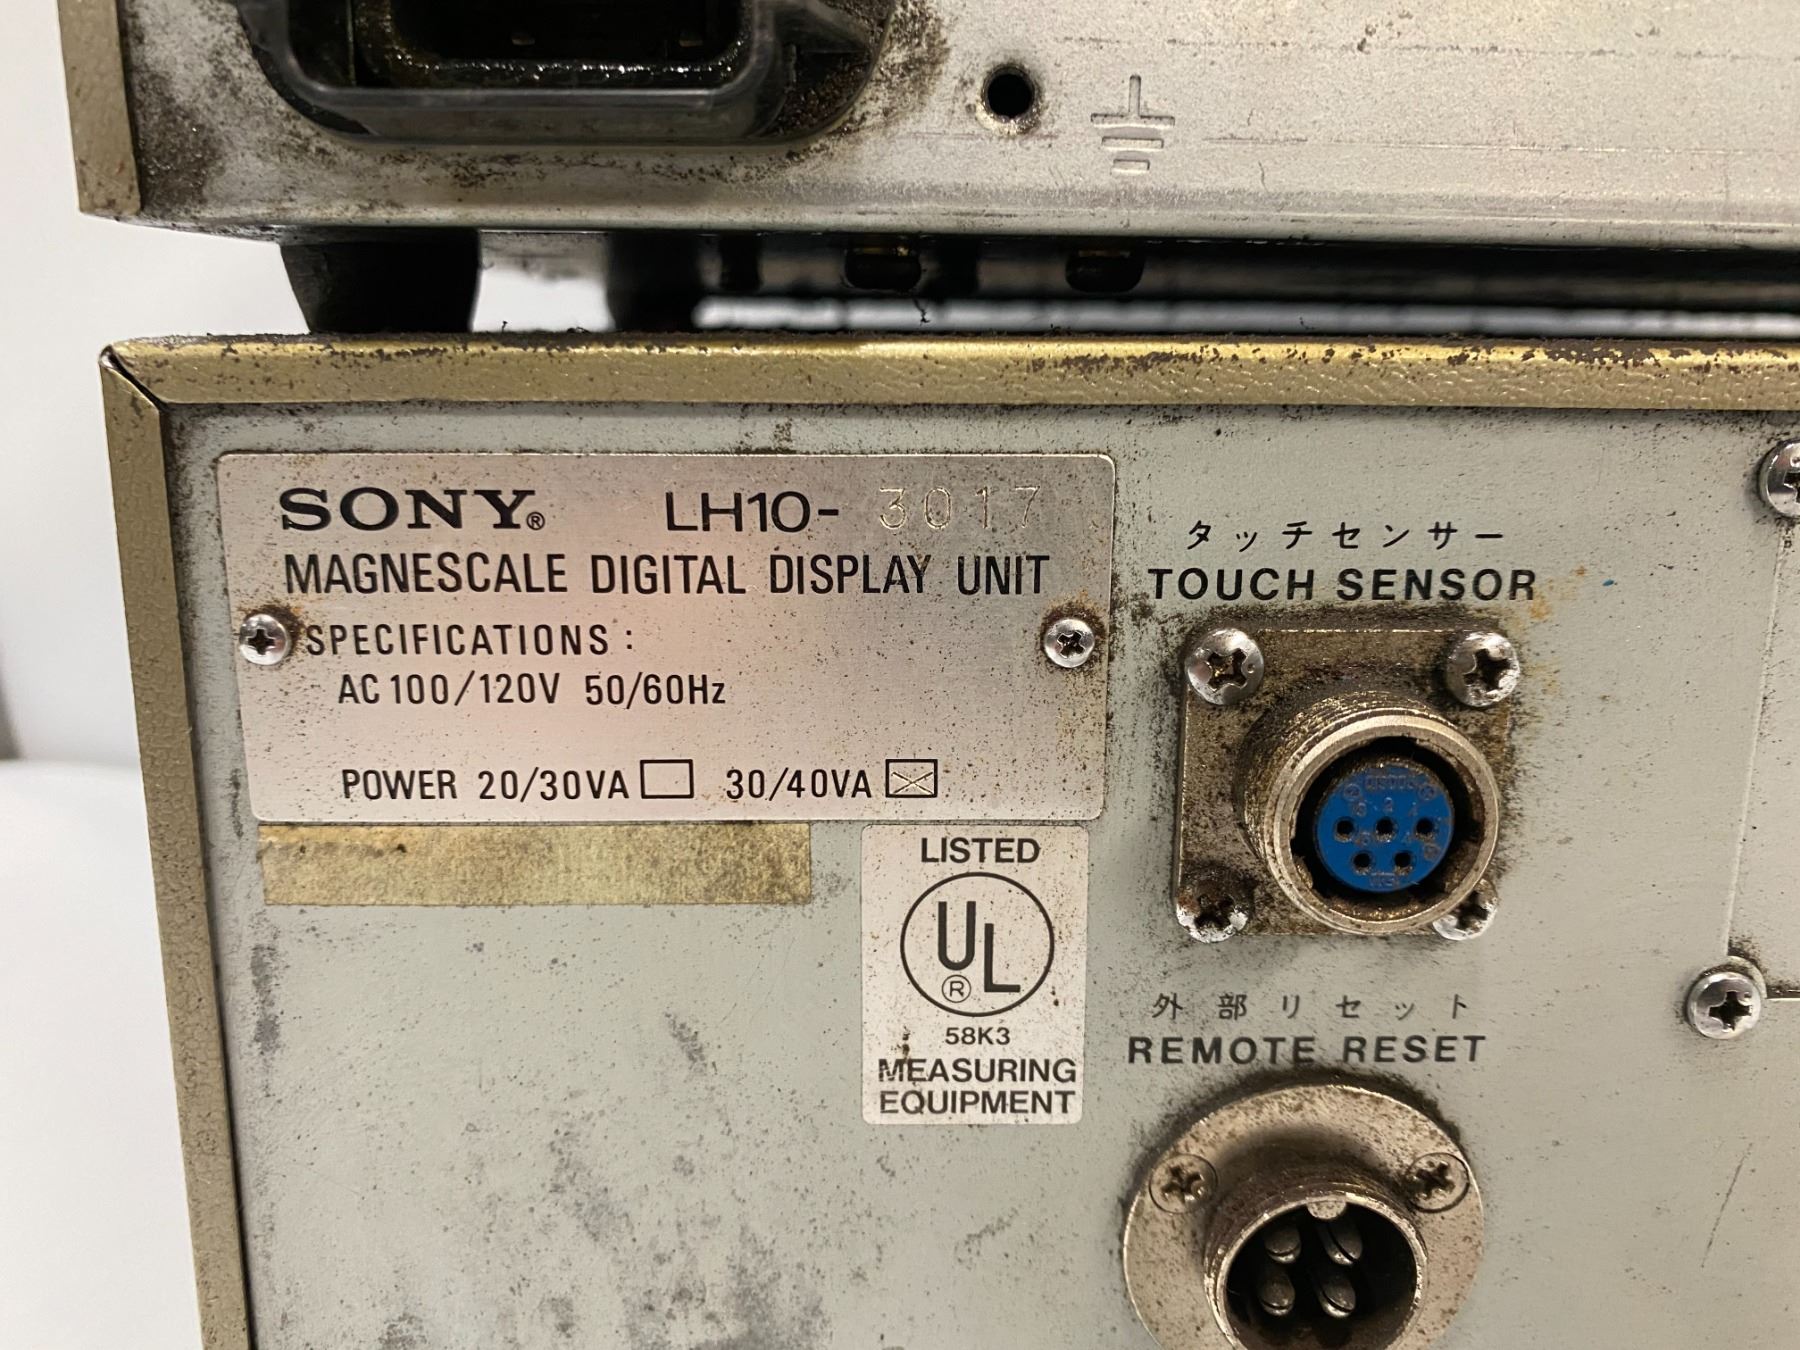 SONY® LH10- 3017
MAGNESCALE DIGITAL DISPLAY UNIT
SPECIFICATIONS :
AC 100/120V 50/60Hz
POWER 20/30VA 30/40VA
LISTED
UL®
58K3
MEASURING
EQUIPMENT
タッチセンサー
TOUCH SENSOR
外部リセット
REMOTE RESET